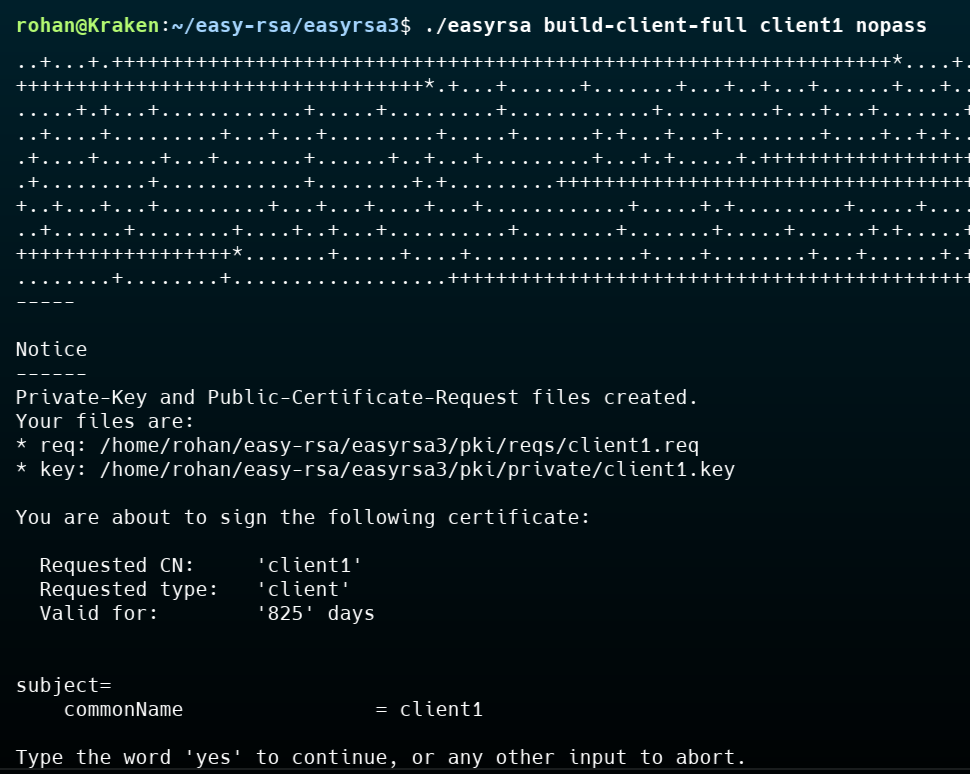 rohan@Kraken:~/easy-rsa/easyrsa3$ ./easyrsa build-client-full client1 nopass
..+...+.+++++++++++++++++++++++++++++++++++++++++++++++++++++++++++++++++*....+.
++++++++++++++++++++++++++++++++++*.+...+......+.......+...+..+...+......+...+..
.....+.+...+............+.....+.........+............+.........+...+...+.......+
..+....+.........+...+...+.........+.....+......+.+...+...+........+....+..+.+..
.+....+.....+...+.......+......+..+...+.........+...+.+.....+.++++++++++++++++++
.+.........+............+........+.+.........+++++++++++++++++++++++++++++++++++
+..+...+...+.........+...+...+....+...+............+.....+.+.........+.....+....
..+......+........+....+..+...+..........+........+.......+.....+......+.+.....+
++++++++++++++++++*.......+.....+....+..............+....+........+...+......+.+
........+........+..................++++++++++++++++++++++++++++++++++++++++++++
-----
Notice
------
Private-Key and Public-Certificate-Request files created.
Your files are:
* req: /home/rohan/easy-rsa/easyrsa3/pki/reqs/client1.req
* key: /home/rohan/easy-rsa/easyrsa3/pki/private/client1.key
You are about to sign the following certificate:
Requested CN:     'client1'
Requested type:   'client'
Valid for:        '825' days
subject=
commonName                = client1
Type the word 'yes' to continue, or any other input to abort.